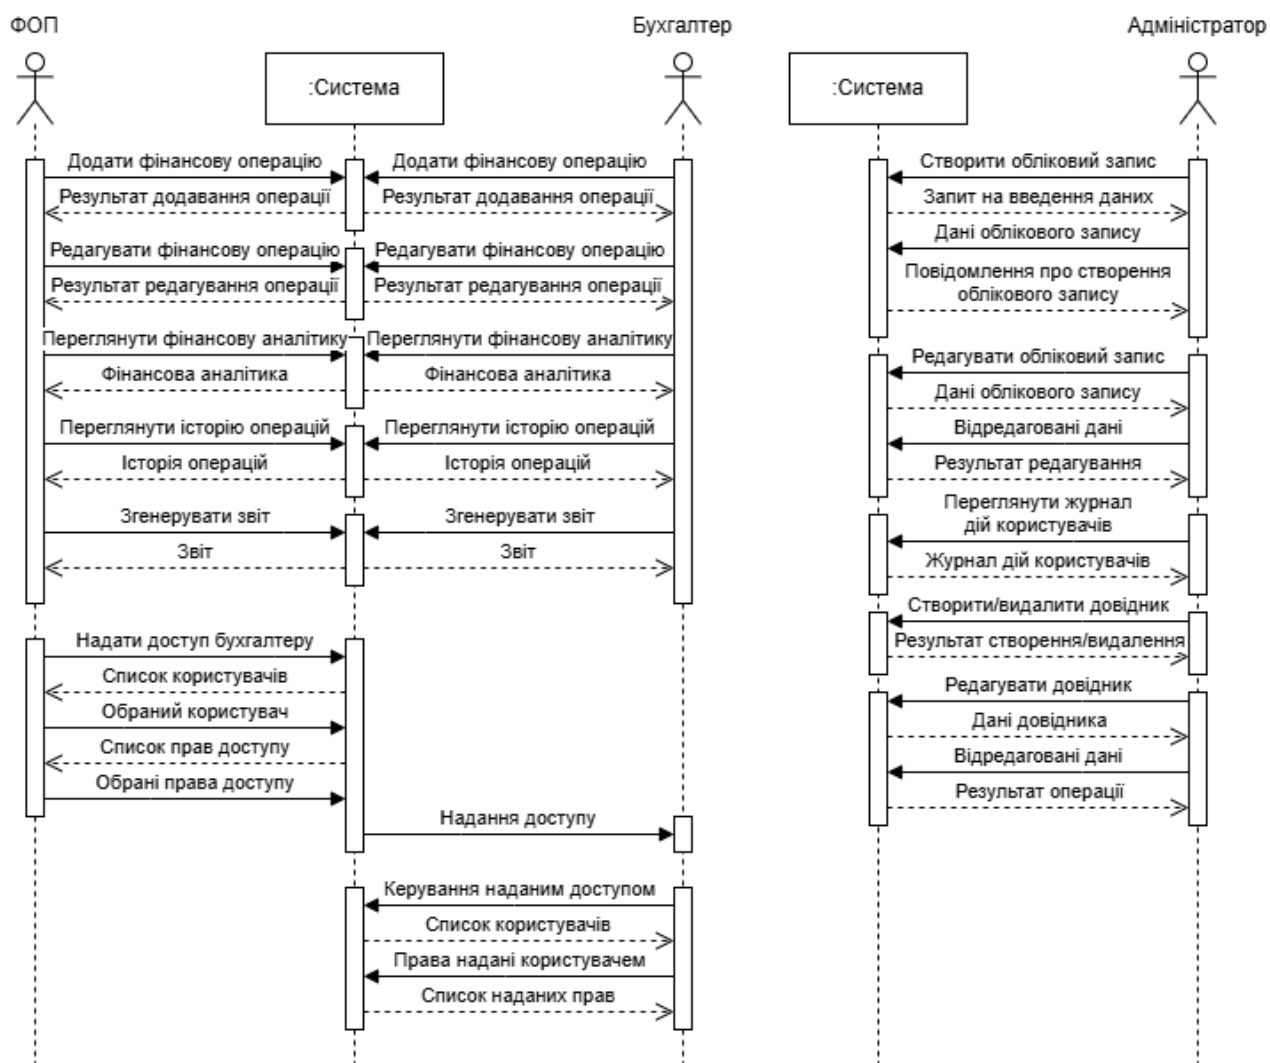 ФОП
Бухгалтер
Адміністратор
:Система
:Система
Додати фінансову операцію
Додати фінансову операцію
Результат додавання операції
Результат додавання операції
Редагувати фінансову операцію
Редагувати фінансову операцію
Результат редагування операції
Результат редагування операції
Переглянути фінансову аналітику
Переглянути фінансову аналітику
Фінансова аналітика
Фінансова аналітика
Переглянути історію операцій
Переглянути історію операцій
Історія операцій
Історія операцій
Згенерувати звіт
Згенерувати звіт
Звіт
Звіт
Надати доступ бухгалтеру
Список користувачів
Обраний користувач
Список прав доступу
Обрані права доступу
Надання доступу
Керування наданим доступом
Список користувачів
Права надані користувачем
Список наданих прав
Створити обліковий запис
Запит на введення даних
Дані облікового запису
Повідомлення про створення
облікового запису
Редагувати обліковий запис
Дані облікового запису
Відредаговані дані
Результат редагування
Переглянути журнал
дій користувачів
Журнал дій користувачів
Створити/видалити довідник
Результат створення/видалення
Редагувати довідник
Дані довідника
Відредаговані дані
Результат операції